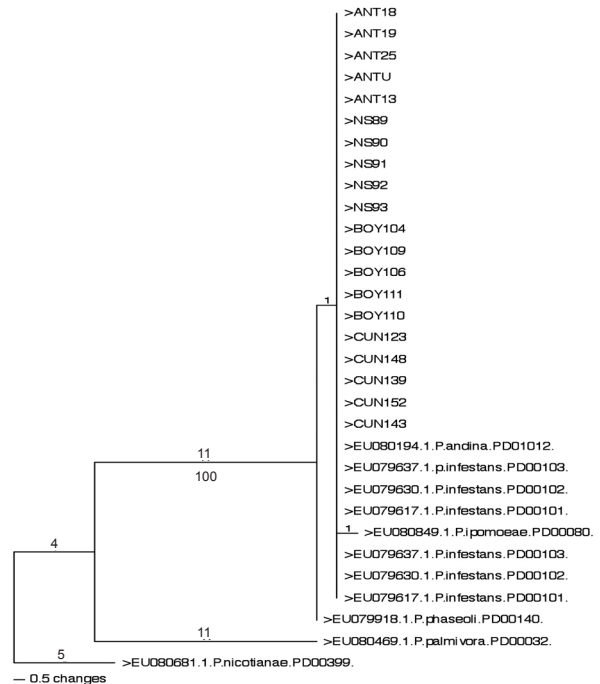 >ANT18
>ANT19
>ANT25
>ANTU
>ANT13
>NS89
>NS90
>NS91
>NS92
>NS93
>BOY104
>BOY109
>BOY106
>BOY111
1
>BOY110
>CUN123
>CUN148
>CUN139
>CUN152
>CUN143
>EU080194.1.P.andina.PD01012.
11
>EU079637.1.p.infestans.PD00103.
100
>EU079630.1.P.infestans.PD00102.
>EU079617.1.P.infestans.PD00101.
1
>EU080849.1.P.ipomoeae.PD00080.
4
>EU079637.1.P.infestans.PD00103.
>EU079630.1.P.infestans.PD00102.
>EU079617.1.P.infestans.PD00101.
>EU079918.1.P.phaseoli.PD00140.
11
>EU080469.1.P.palmivora.PD00032.
5
>EU080681.1.P.nicotianae.PD00399.
0.5 changes